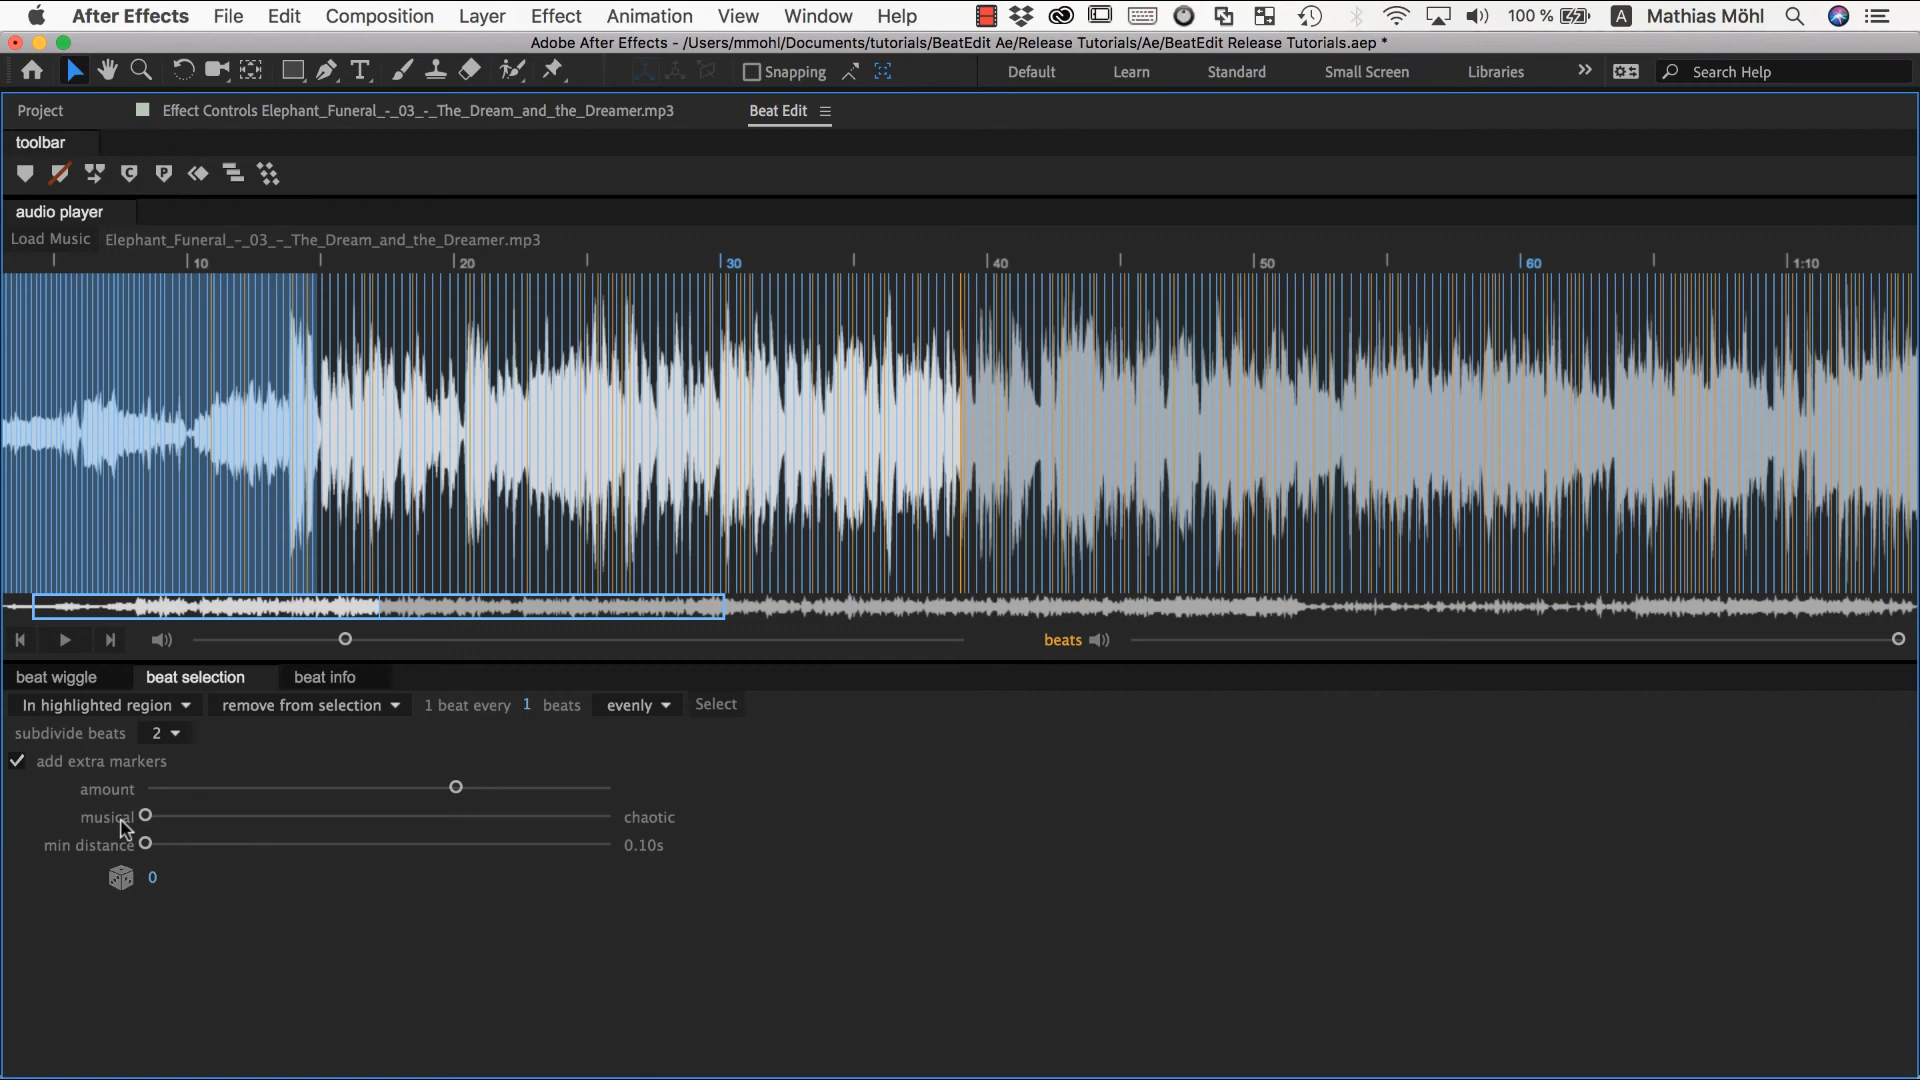 After Effects File Edit Composition Layer Effect Animation View Window Help 100 % A Mathias Möhl
Adobe After Effects - /Users/mmohl/Documents/tutorials/BeatEdit Ae/Release Tutorials/Ae/BeatEdit Release Tutorials.aep *
T Snapping Default Learn Standard Small Screen Libraries Search Help
Project Effect Controls Elephant_Funeral_-_03_-_The_Dream_and_the_Dreamer.mp3 Beat Edit
toolbar
C P
audio player
Load Music Elephant_Funeral_-_03_-_The_Dream_and_the_Dreamer.mp3
10 20 30 40 50 60 1:10
beats
beat wiggle beat selection beat info
In highlighted region remove from selection 1 beat every 1 beats evenly Select
subdivide beats 2
add extra markers
amount
musical chaotic
min distance 0.10s
0